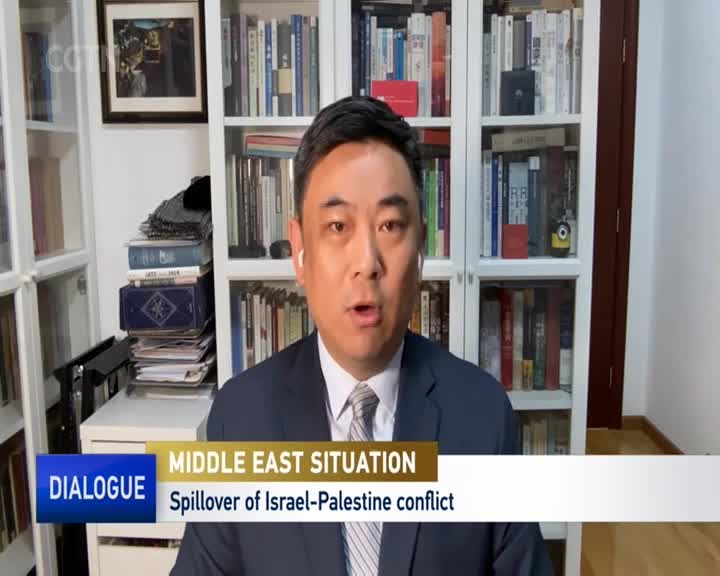 CGTN
MIDDLE EAST SITUATION
DIALOGUE
Spillover of Israel-Palestine conflict